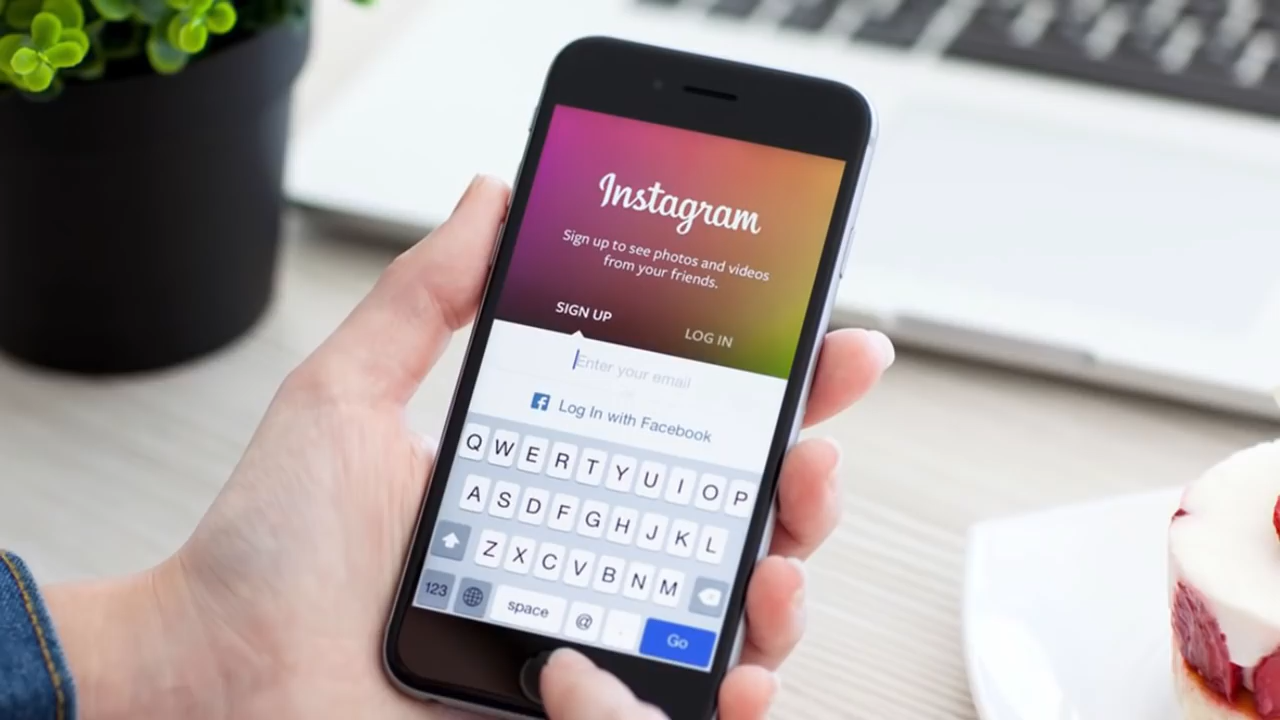 Instagram
Sign up to see photos and videos
from your friends.
SIGN UP
LOG IN
Enter your email
f Log In with Facebook
Q W E R T Y U I O P
A S D F G H J K L
Z X C V B N M
123 space @ . Go